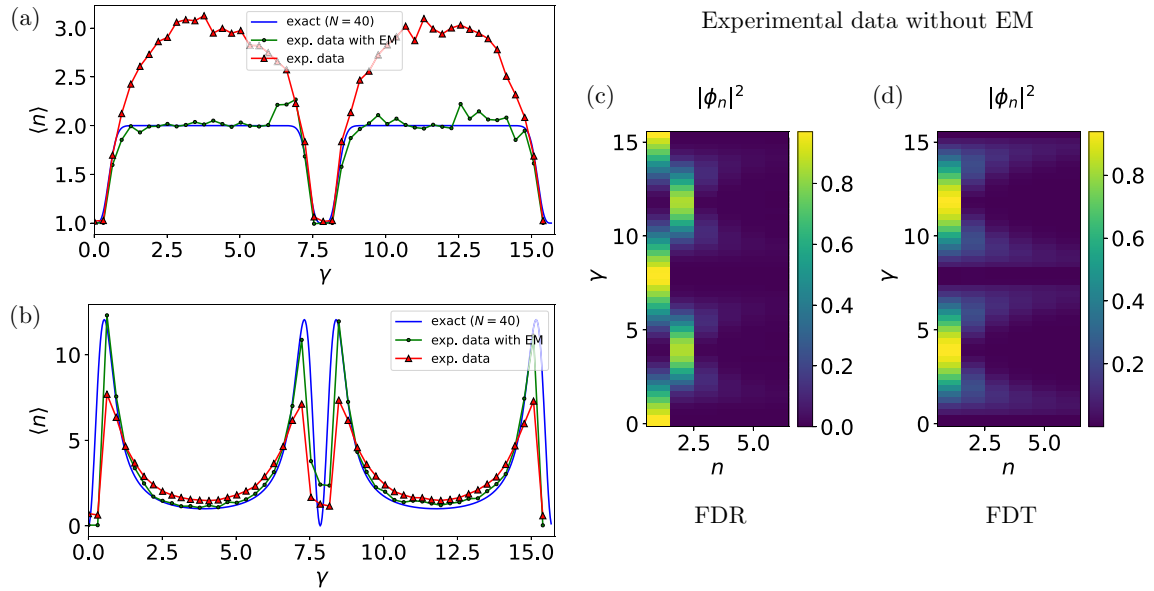 (a)
3.0
2.5
2.0
1.5
1.0
⟨n⟩
exact (N = 40)
exp. data with EM
exp. data
0.0 2.5 5.0 7.5 10.0 12.5 15.0
γ
(b)
10
5
0
⟨n⟩
exact (N = 40)
exp. data with EM
exp. data
0.0 2.5 5.0 7.5 10.0 12.5 15.0
γ
Experimental data without EM
(c)
|ϕn|²
15
10
5
0
γ
2.5 5.0
n
0.8
0.6
0.4
0.2
0.0
FDR
(d)
|ϕn|²
15
10
5
0
γ
2.5 5.0
n
0.8
0.6
0.4
0.2
FDT